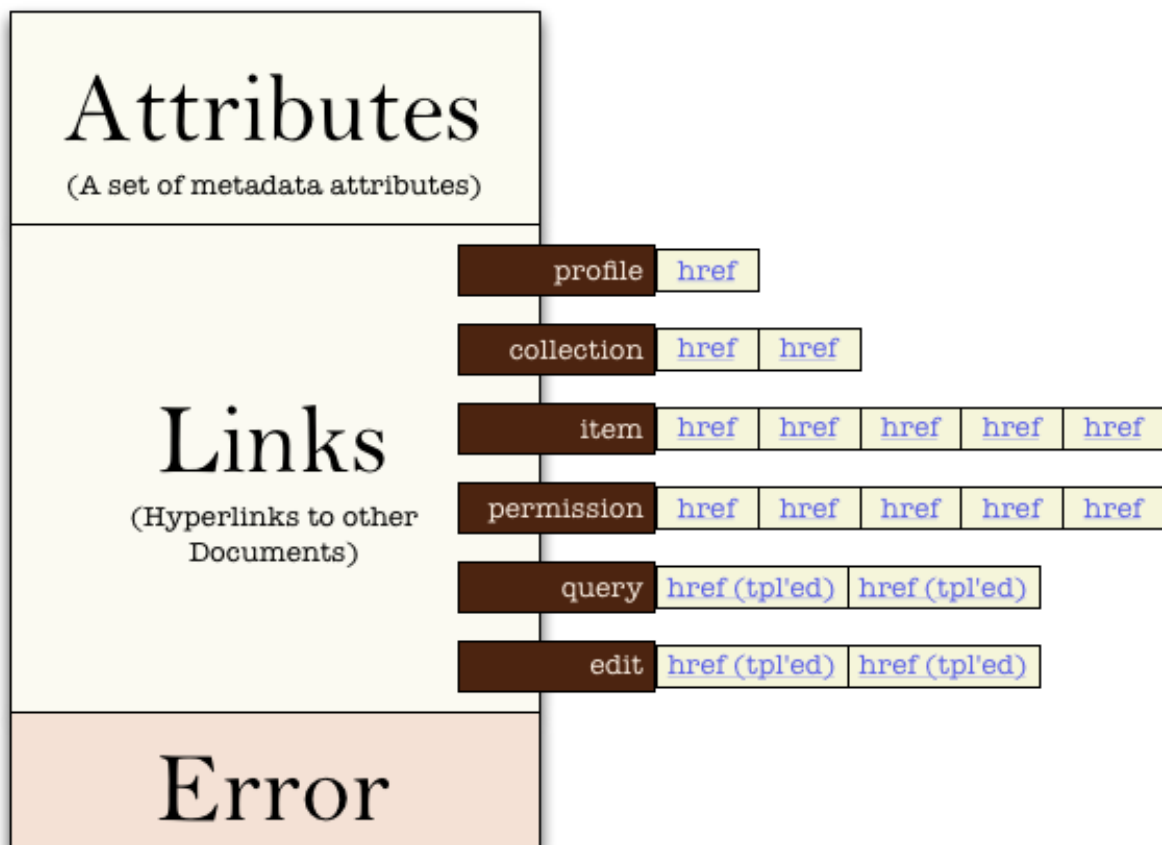 Attributes
(A set of metadata attributes)
profile href
collection href href
item href href href href href
Links
permission href href href href href
(Hyperlinks to other
Documents)
query href (tpl'ed) href (tpl'ed)
edit href (tpl'ed) href (tpl'ed)
Error